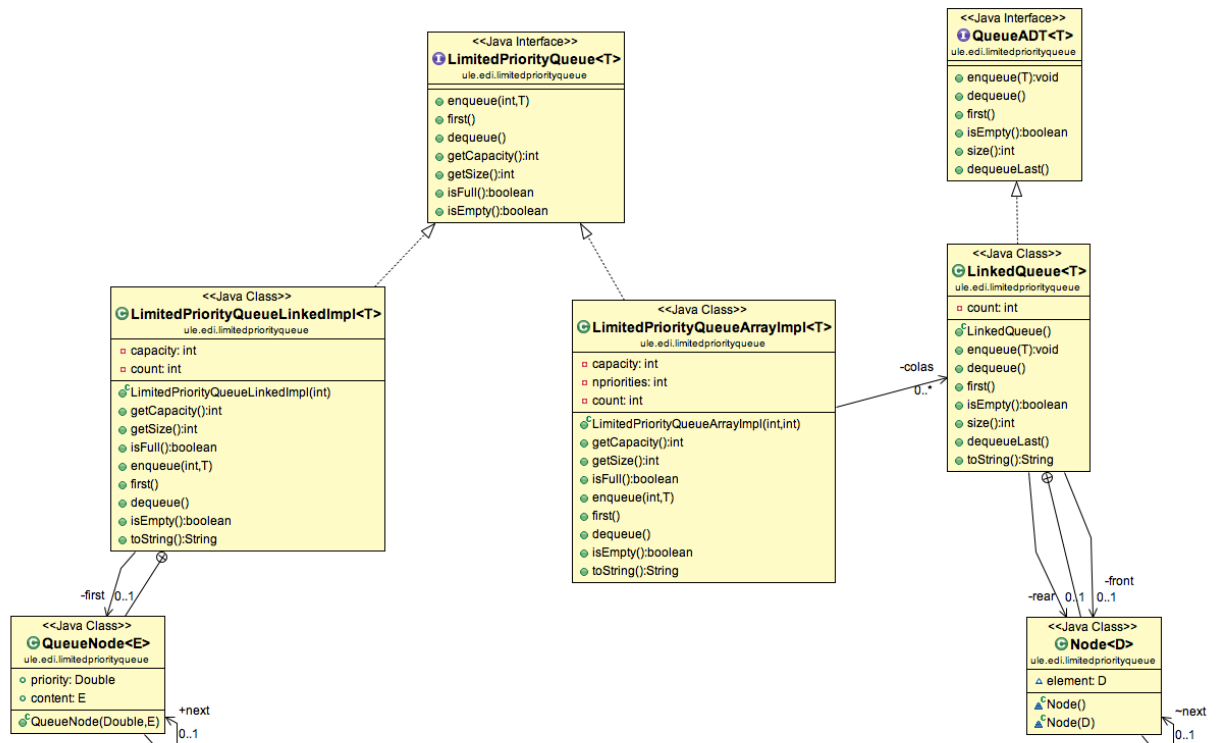 <<Java Interface>>
LimitedPriorityQueue<T>
ule.edi.limitedpriorityqueue
enqueue(int,T)
first()
dequeue()
getCapacity():int
getSize():int
isFull():boolean
isEmpty():boolean
<<Java Interface>>
QueueADT<T>
ule.edi.limitedpriorityqueue
enqueue(T):void
dequeue()
first()
isEmpty():boolean
size():int
dequeueLast()
<<Java Class>>
LimitedPriorityQueueLinkedImpl<T>
ule.edi.limitedpriorityqueue
capacity: int
count: int
LimitedPriorityQueueLinkedImpl(int)
getCapacity():int
getSize():int
isFull():boolean
enqueue(int,T)
first()
dequeue()
isEmpty():boolean
toString():String
<<Java Class>>
LimitedPriorityQueueArrayImpl<T>
ule.edi.limitedpriorityqueue
capacity: int
npriorities: int
count: int
LimitedPriorityQueueArrayImpl(int,int)
getCapacity():int
getSize():int
isFull():boolean
enqueue(int,T)
first()
dequeue()
isEmpty():boolean
toString():String
-colas
0..*
<<Java Class>>
LinkedQueue<T>
ule.edi.limitedpriorityqueue
count: int
LinkedQueue()
enqueue(T):void
dequeue()
first()
isEmpty():boolean
size():int
dequeueLast()
toString():String
-first
0..1
<<Java Class>>
QueueNode<E>
ule.edi.limitedpriorityqueue
priority: Double
content: E
QueueNode(Double,E)
+next
0..1
-rear
0..1
-front
0..1
<<Java Class>>
Node<D>
ule.edi.limitedpriorityqueue
element: D
Node()
Node(D)
~next
0..1